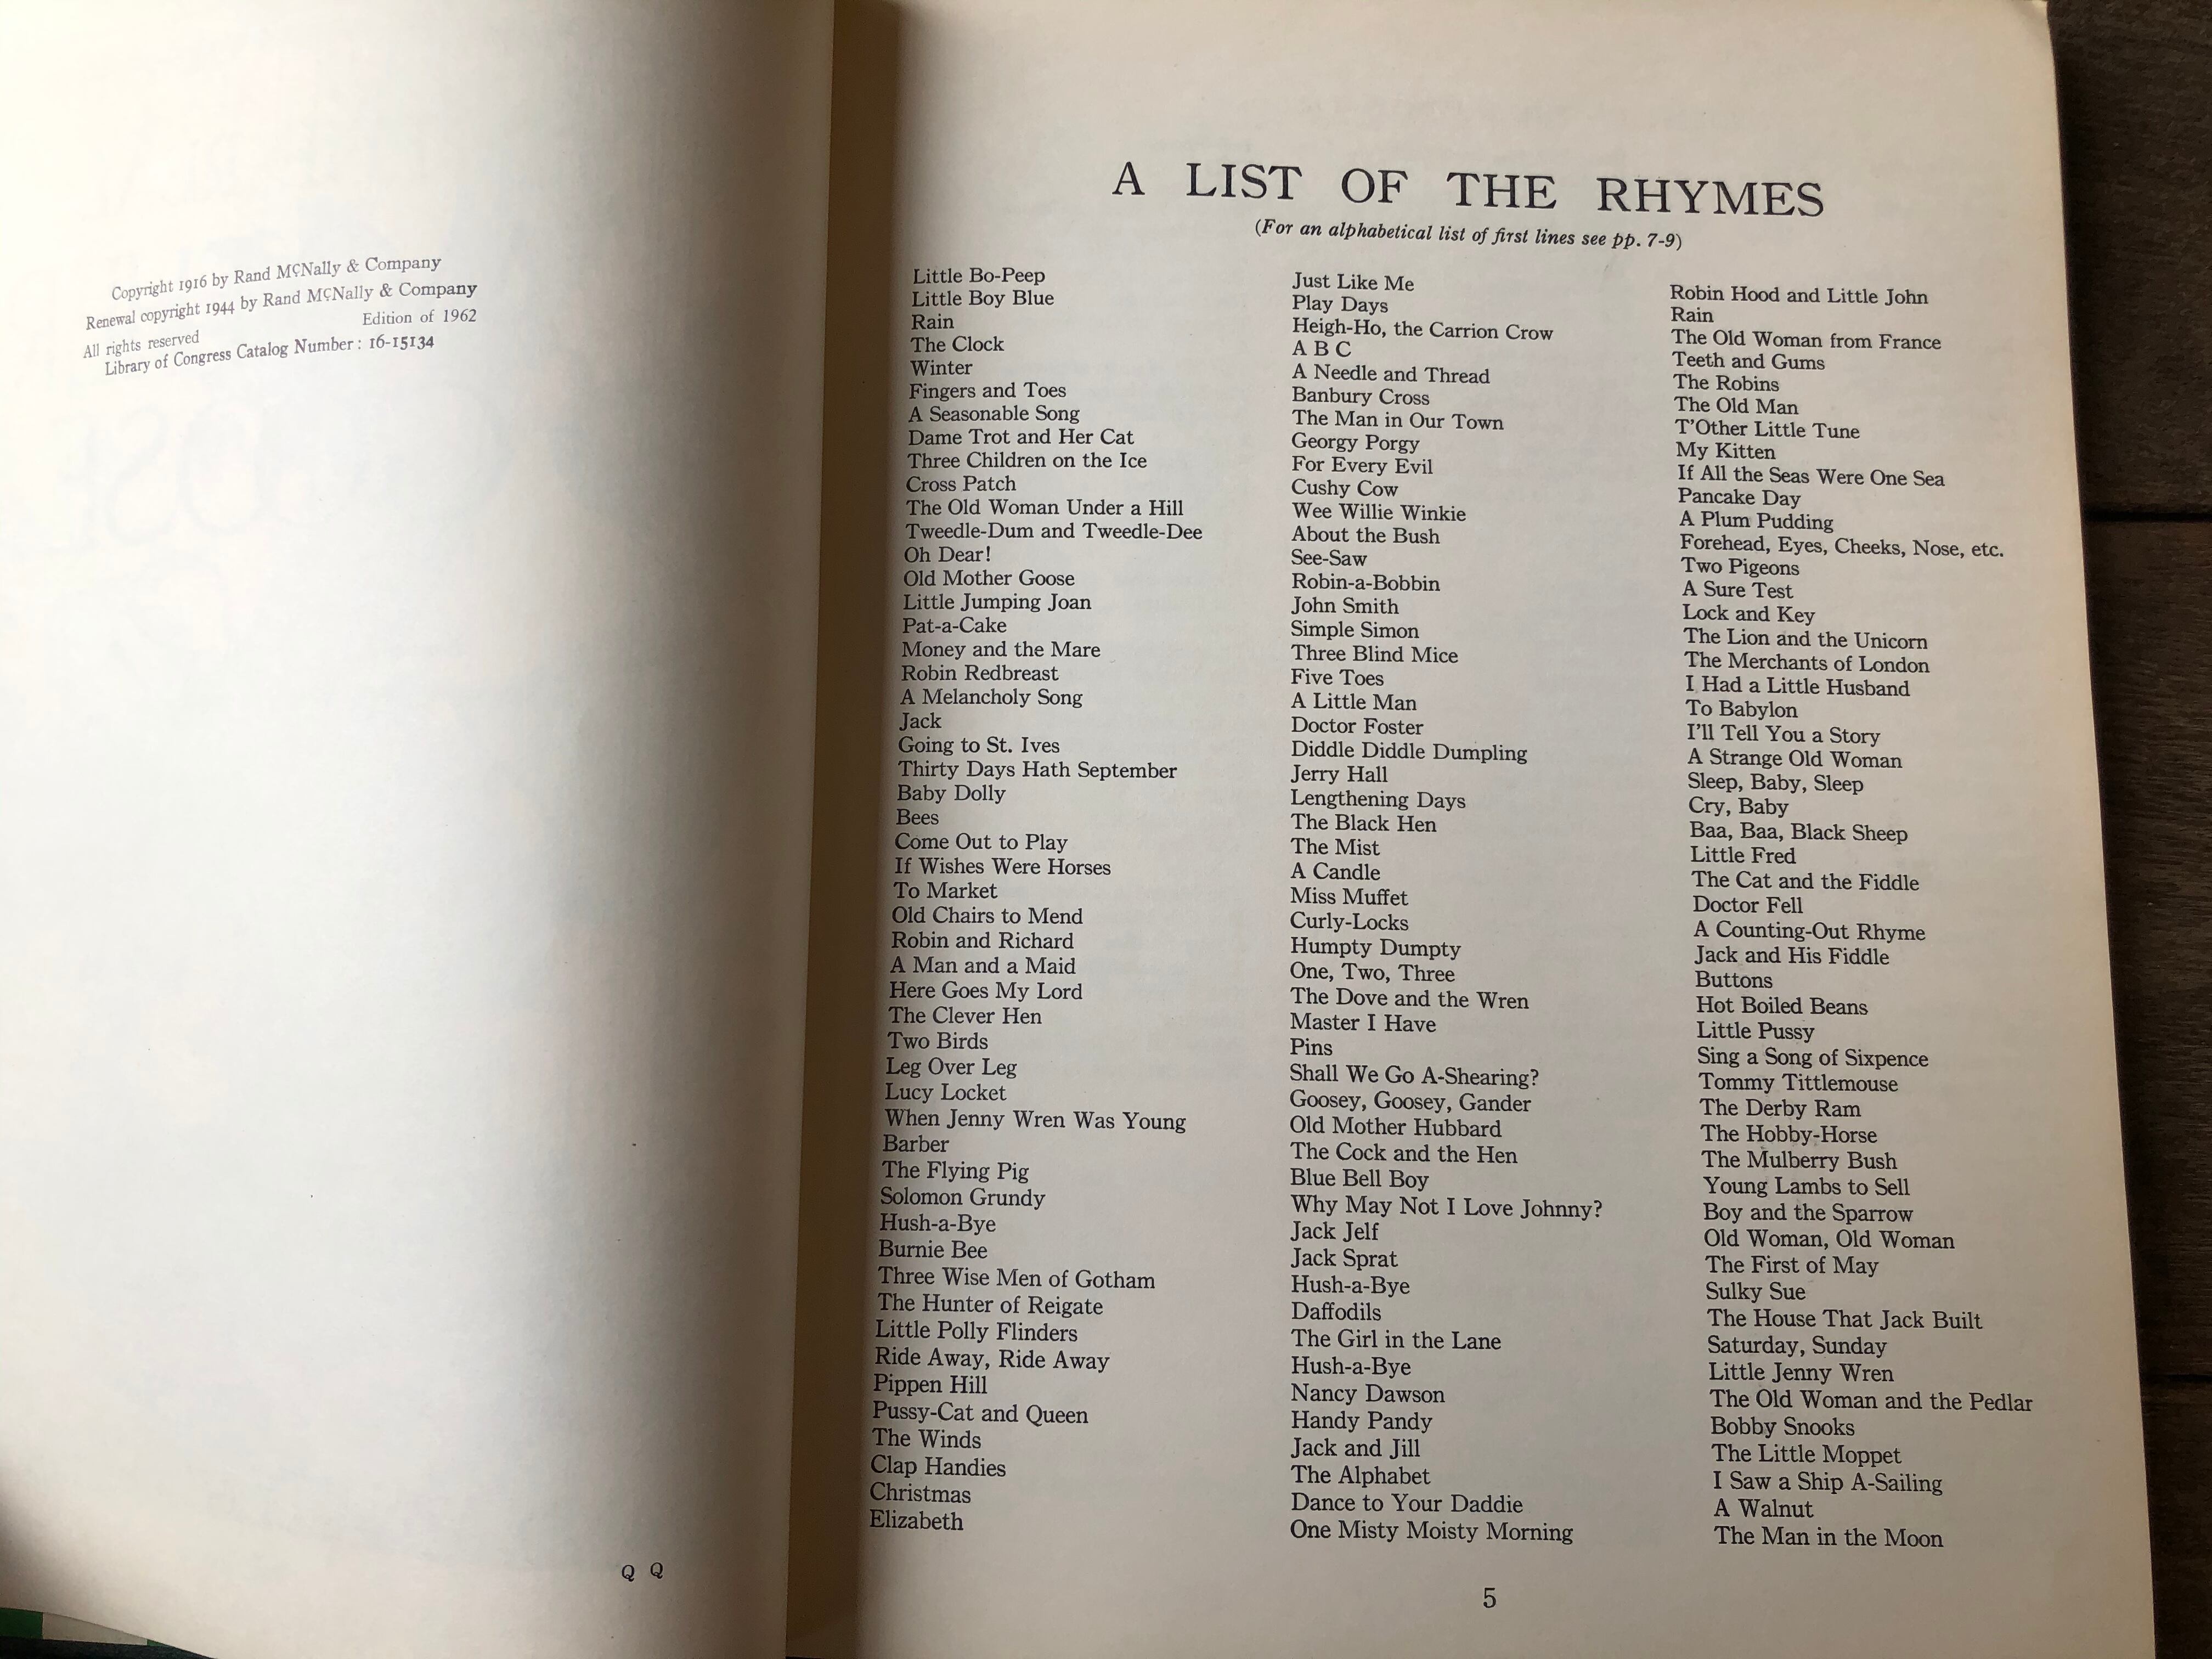 Copyright 1916 by Rand McNally & Company
Renewal copyright 1944 by Rand McNally & Company
Edition of 1962
All rights reserved
Library of Congress Catalog Number: 16-15134
Q Q
A LIST OF THE RHYMES
(For an alphabetical list of first lines see pp. 7-9)
Little Bo-Peep
Little Boy Blue
Rain
The Clock
Winter
Fingers and Toes
A Seasonable Song
Dame Trot and Her Cat
Three Children on the Ice
Cross Patch
The Old Woman Under a Hill
Tweedle-Dum and Tweedle-Dee
Oh Dear!
Old Mother Goose
Little Jumping Joan
Pat-a-Cake
Money and the Mare
Robin Redbreast
A Melancholy Song
Jack
Going to St. Ives
Thirty Days Hath September
Baby Dolly
Bees
Come Out to Play
If Wishes Were Horses
To Market
Old Chairs to Mend
Robin and Richard
A Man and a Maid
Here Goes My Lord
The Clever Hen
Two Birds
Leg Over Leg
Lucy Locket
When Jenny Wren Was Young
Barber
The Flying Pig
Solomon Grundy
Hush-a-Bye
Burnie Bee
Three Wise Men of Gotham
The Hunter of Reigate
Little Polly Flinders
Ride Away, Ride Away
Pippen Hill
Pussy-Cat and Queen
The Winds
Clap Handies
Christmas
Elizabeth
Just Like Me
Play Days
Heigh-Ho, the Carrion Crow
A B C
A Needle and Thread
Banbury Cross
The Man in Our Town
Georgy Porgy
For Every Evil
Cushy Cow
Wee Willie Winkie
About the Bush
See-Saw
Robin-a-Bobbin
John Smith
Simple Simon
Three Blind Mice
Five Toes
A Little Man
Doctor Foster
Diddle Diddle Dumpling
Jerry Hall
Lengthening Days
The Black Hen
The Mist
A Candle
Miss Muffet
Curly-Locks
Humpty Dumpty
One, Two, Three
The Dove and the Wren
Master I Have
Pins
Shall We Go A-Shearing?
Goosey, Goosey, Gander
Old Mother Hubbard
The Cock and the Hen
Blue Bell Boy
Why May Not I Love Johnny?
Jack Jelf
Jack Sprat
Hush-a-Bye
Daffodils
The Girl in the Lane
Hush-a-Bye
Nancy Dawson
Handy Pandy
Jack and Jill
The Alphabet
Dance to Your Daddie
One Misty Moisty Morning
Robin Hood and Little John
Rain
The Old Woman from France
Teeth and Gums
The Robins
The Old Man
T'Other Little Tune
My Kitten
If All the Seas Were One Sea
Pancake Day
A Plum Pudding
Forehead, Eyes, Cheeks, Nose, etc.
Two Pigeons
A Sure Test
Lock and Key
The Lion and the Unicorn
The Merchants of London
I Had a Little Husband
To Babylon
I'll Tell You a Story
A Strange Old Woman
Sleep, Baby, Sleep
Cry, Baby
Baa, Baa, Black Sheep
Little Fred
The Cat and the Fiddle
Doctor Fell
A Counting-Out Rhyme
Jack and His Fiddle
Buttons
Hot Boiled Beans
Little Pussy
Sing a Song of Sixpence
Tommy Tittlemouse
The Derby Ram
The Hobby-Horse
The Mulberry Bush
Young Lambs to Sell
Boy and the Sparrow
Old Woman, Old Woman
The First of May
Sulky Sue
The House That Jack Built
Saturday, Sunday
Little Jenny Wren
The Old Woman and the Pedlar
Bobby Snooks
The Little Moppet
I Saw a Ship A-Sailing
A Walnut
The Man in the Moon
5